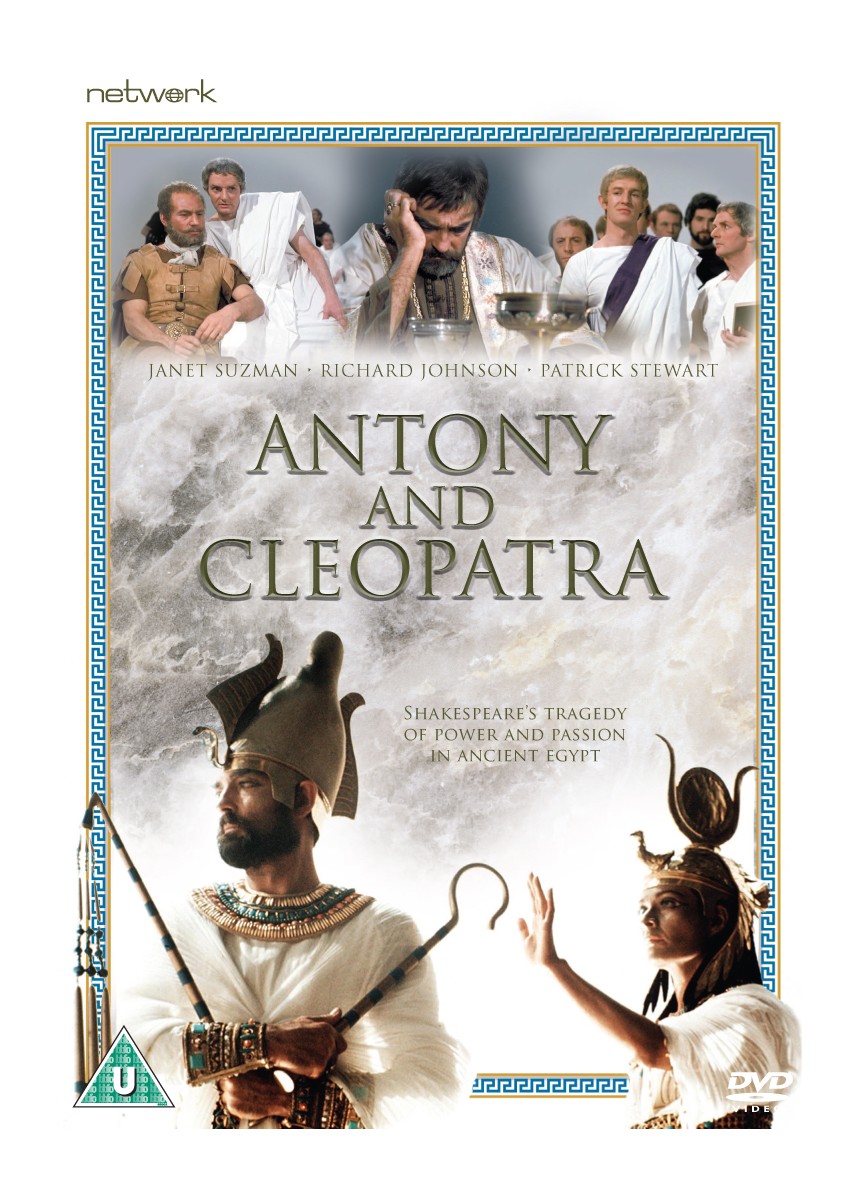 network
JANET SUZMAN · RICHARD JOHNSON · PATRICK STEWART
ANTONY
AND
CLEOPATRA
SHAKESPEARE'S TRAGEDY
OF POWER AND PASSION
IN ANCIENT EGYPT
U
DVD
VIDEO